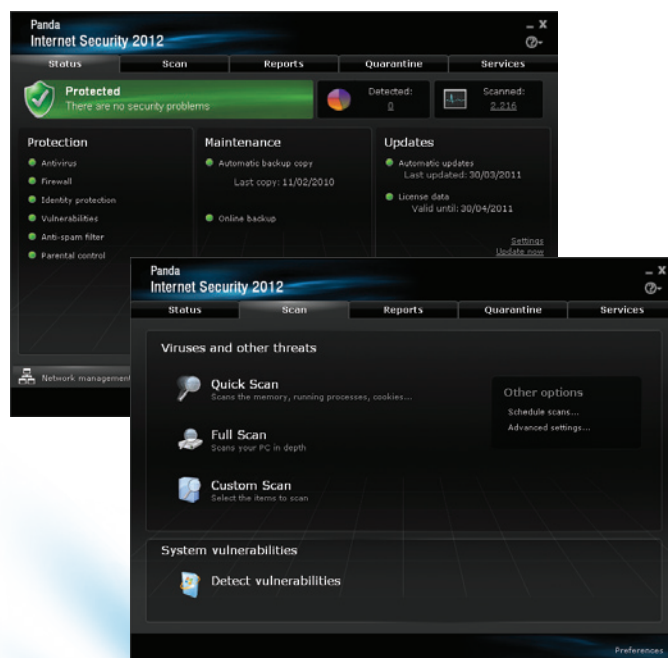 Panda
Internet Security 2012
Status Scan Reports Quarantine Services
Protected
There are no security problems
Detected:
0
Scanned:
2.216
Protection
Antivirus
Firewall
Identity protection
Vulnerabilities
Anti-spam filter
Parental control
Maintenance
Automatic backup copy
Last copy: 11/02/2010
Online backup
Updates
Automatic updates
Last updated: 30/03/2011
License data
Valid until: 30/04/2011
Settings
Update now
Network management
Panda
Internet Security 2012
Status Scan Reports Quarantine Services
Viruses and other threats
Quick Scan
Scans the memory, running processes, cookies...
Full Scan
Scans your PC in depth
Custom Scan
Select the items to scan
Other options
Schedule scans...
Advanced settings...
System vulnerabilities
Detect vulnerabilities
Preferences